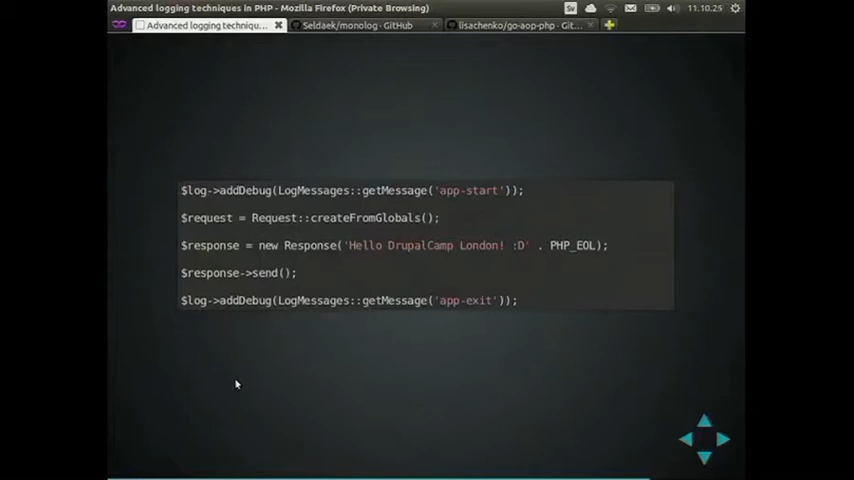 Advanced logging techniques in PHP - Mozilla Firefox (Private Browsing)
Sv
11.10.25
Advanced logging techniqu...
Seldaek/monolog · GitHub
lisachenko/go-aop-php · Git...
$log->addDebug(LogMessages::getMessage('app-start'));
$request = Request::createFromGlobals();
$response = new Response('Hello DrupalCamp London! :D' . PHP_EOL);
$response->send();
$log->addDebug(LogMessages::getMessage('app-exit'));